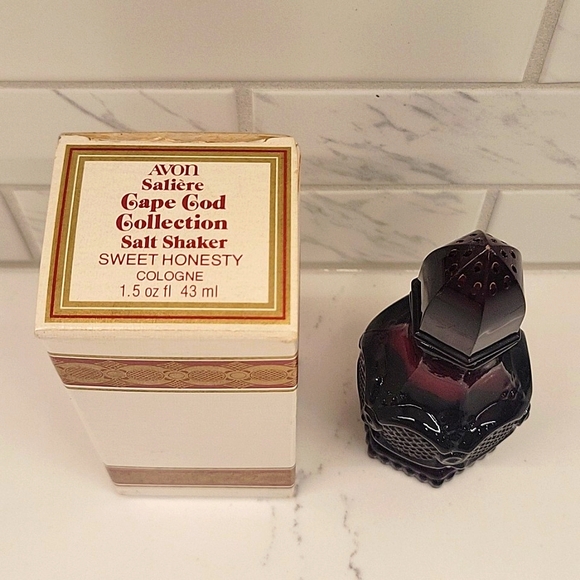 AVON
Salière
Cape Cod
Collection
Salt Shaker
SWEET HONESTY
COLOGNE
1.5 oz fl 43 ml